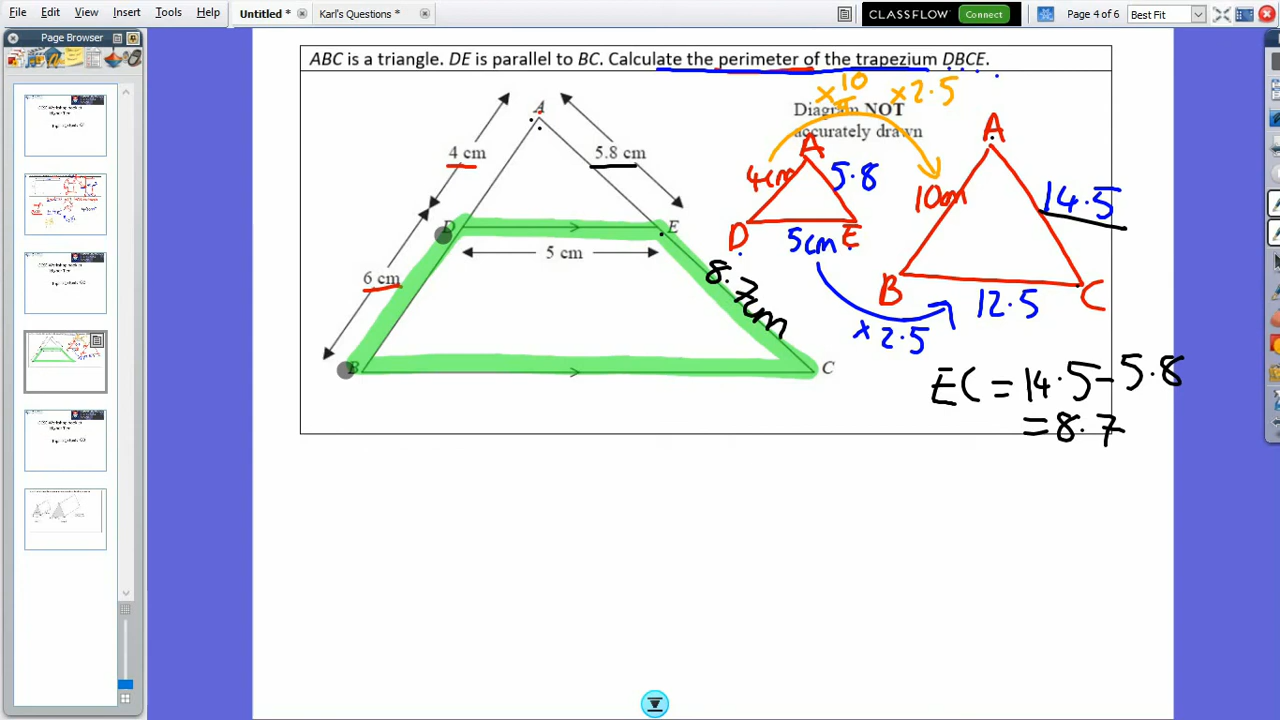 File Edit View Insert Tools Help
Untitled *
Karl's Questions *
CLASSFLOW Connect
Page 4 of 6
Best Fit
Page Browser
ABC is a triangle. DE is parallel to BC. Calculate the perimeter of the trapezium DBCE.
×10 ×2.5
Diagram NOT
accurately drawn
A
4 cm
5.8 cm
D
E
5 cm
6 cm
8.7cm
B
C
A
4cm
5.8
D
5cm
E
A
10cm
14.5
B
12.5
C
×2.5
EC = 14.5 - 5.8
= 8.7